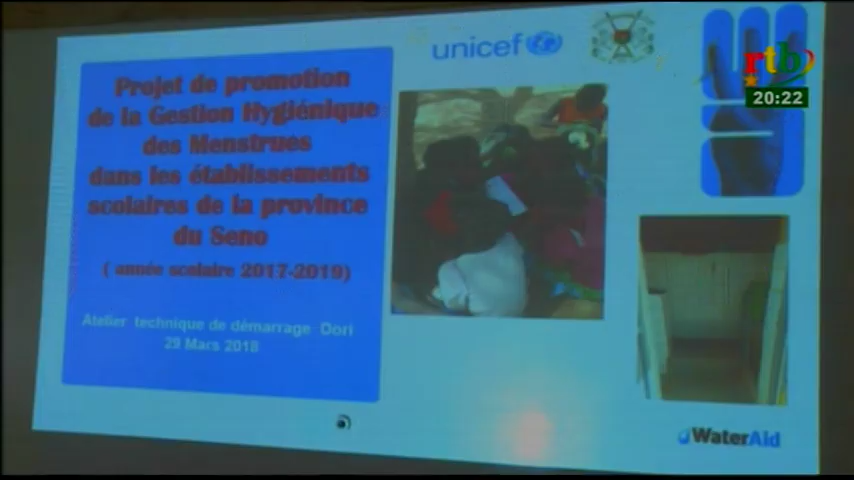 unicef
rtb
20:22
Projet de promotion
de la Gestion Hygiénique
des Menstrues
dans les établissements
scolaires de la province
du Seno
( année scolaire 2017-2019)
Atelier technique de démarrage Dori
29 Mars 2018
WaterAid